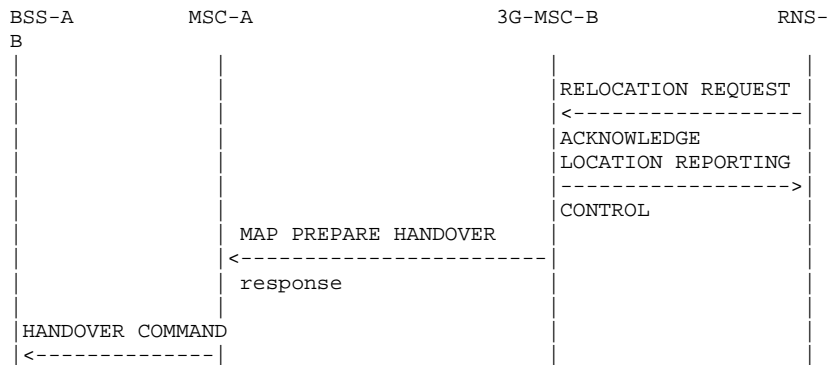 BSS-A MSC-A 3G-MSC-B RNS-
B
RELOCATION REQUEST
<------------------
ACKNOWLEDGE
LOCATION REPORTING
------------------>
CONTROL
MAP PREPARE HANDOVER
<------------------------
response
HANDOVER COMMAND
<--------------